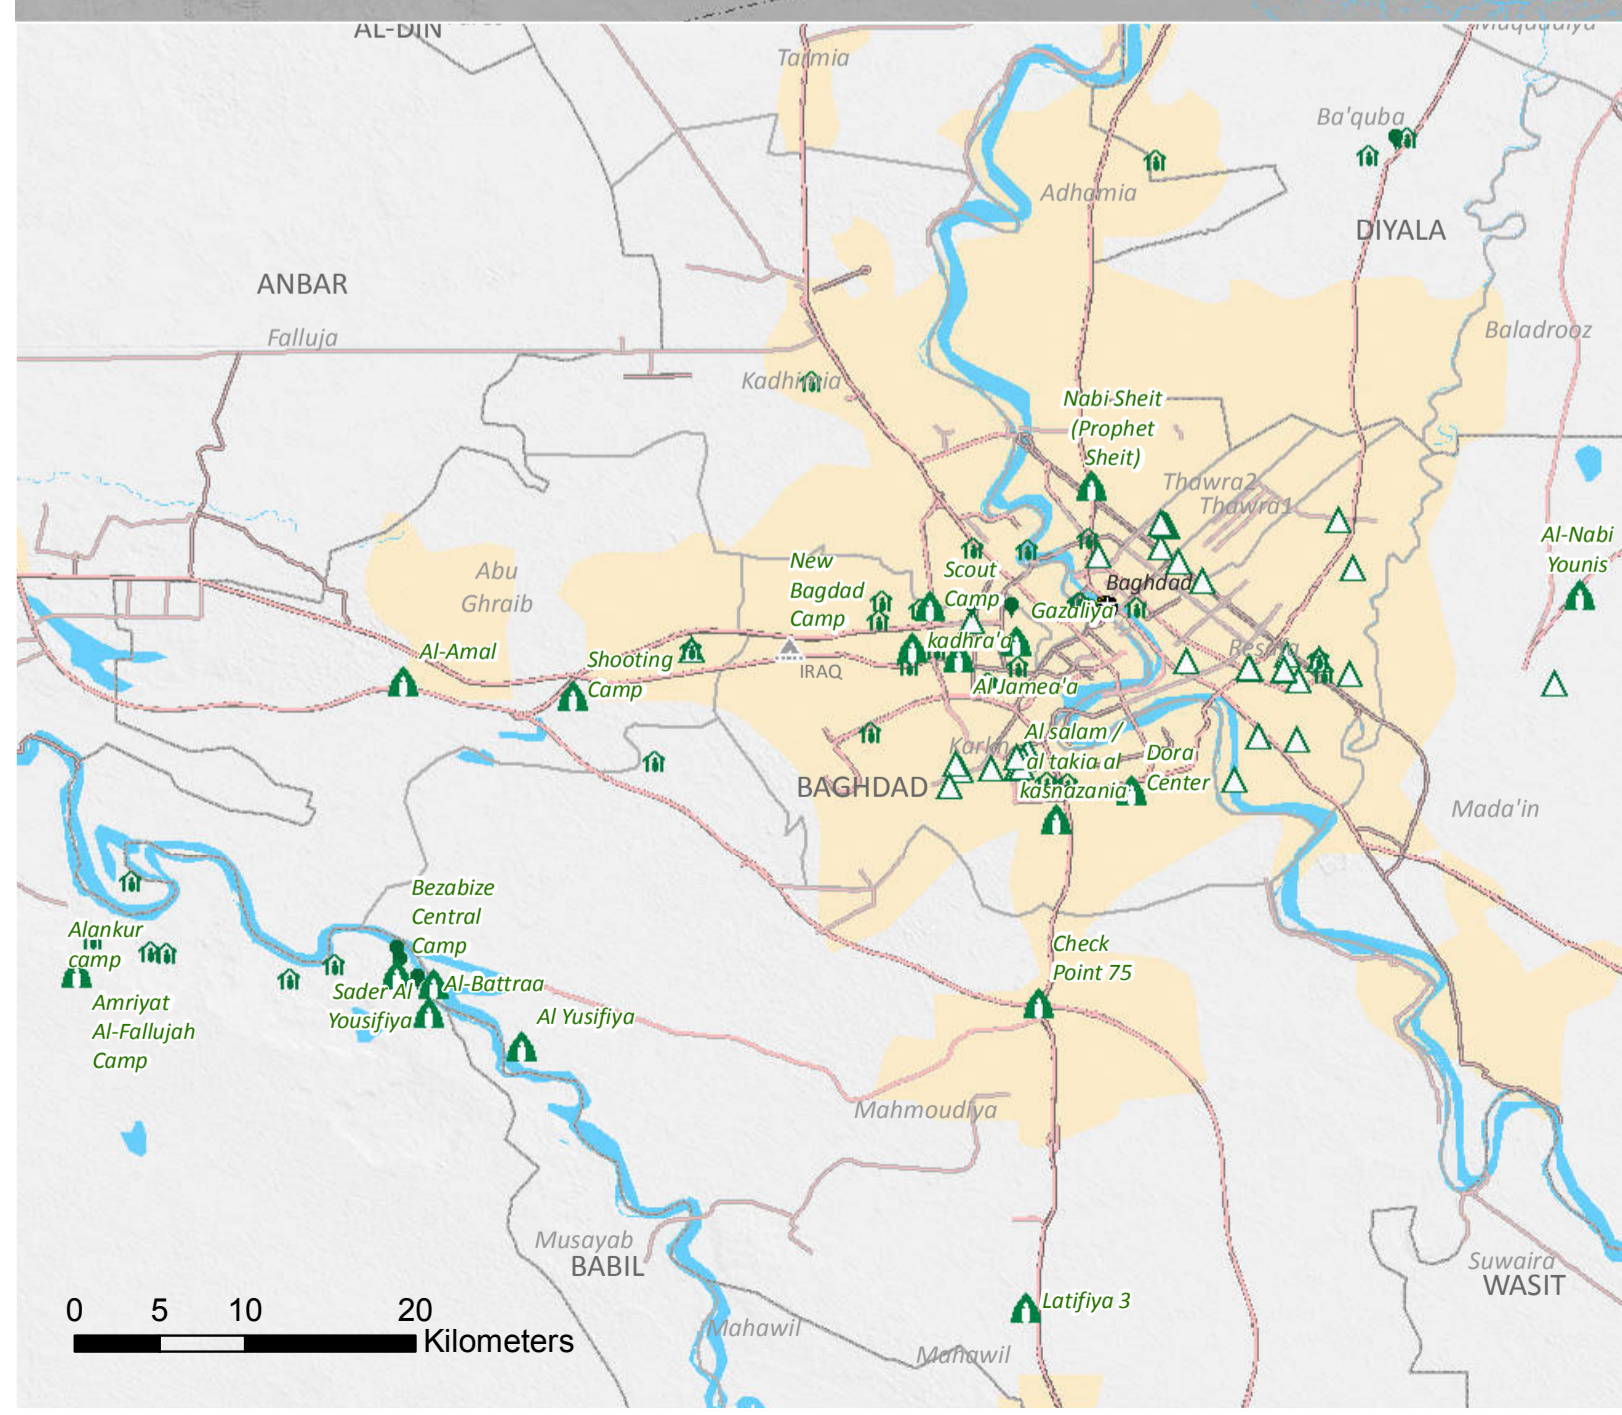 AL-DIN
Tarmia
Muqdadiya
Ba'quba
Adhamia
DIYALA
ANBAR
Falluja
Baladrooz
Kadhimia
Nabi Sheit
(Prophet
Sheit)
Thawra2
Thawra1
Al-Nabi
Younis
Abu
Ghraib
New
Bagdad
Camp
Scout
Camp
Baghdad
Gazaliya
kadhra'a
Al-Amal
Shooting
Camp
IRAQ
Al Jamea'a
Resafa
Karkh
Al salam /
al takia al
kasnazania
Dora
Center
BAGHDAD
Mada'in
Bezabize
Central
Camp
Alankur
camp
Check
Point 75
Sader Al
Yousifiya
Al-Battraa
Amriyat
Al-Fallujah
Camp
Al Yusifiya
Mahmoudiya
Musayab
BABIL
Suwaira
WASIT
Latifiya 3
0 5 10 20
Kilometers
Mahawil
Mahawil